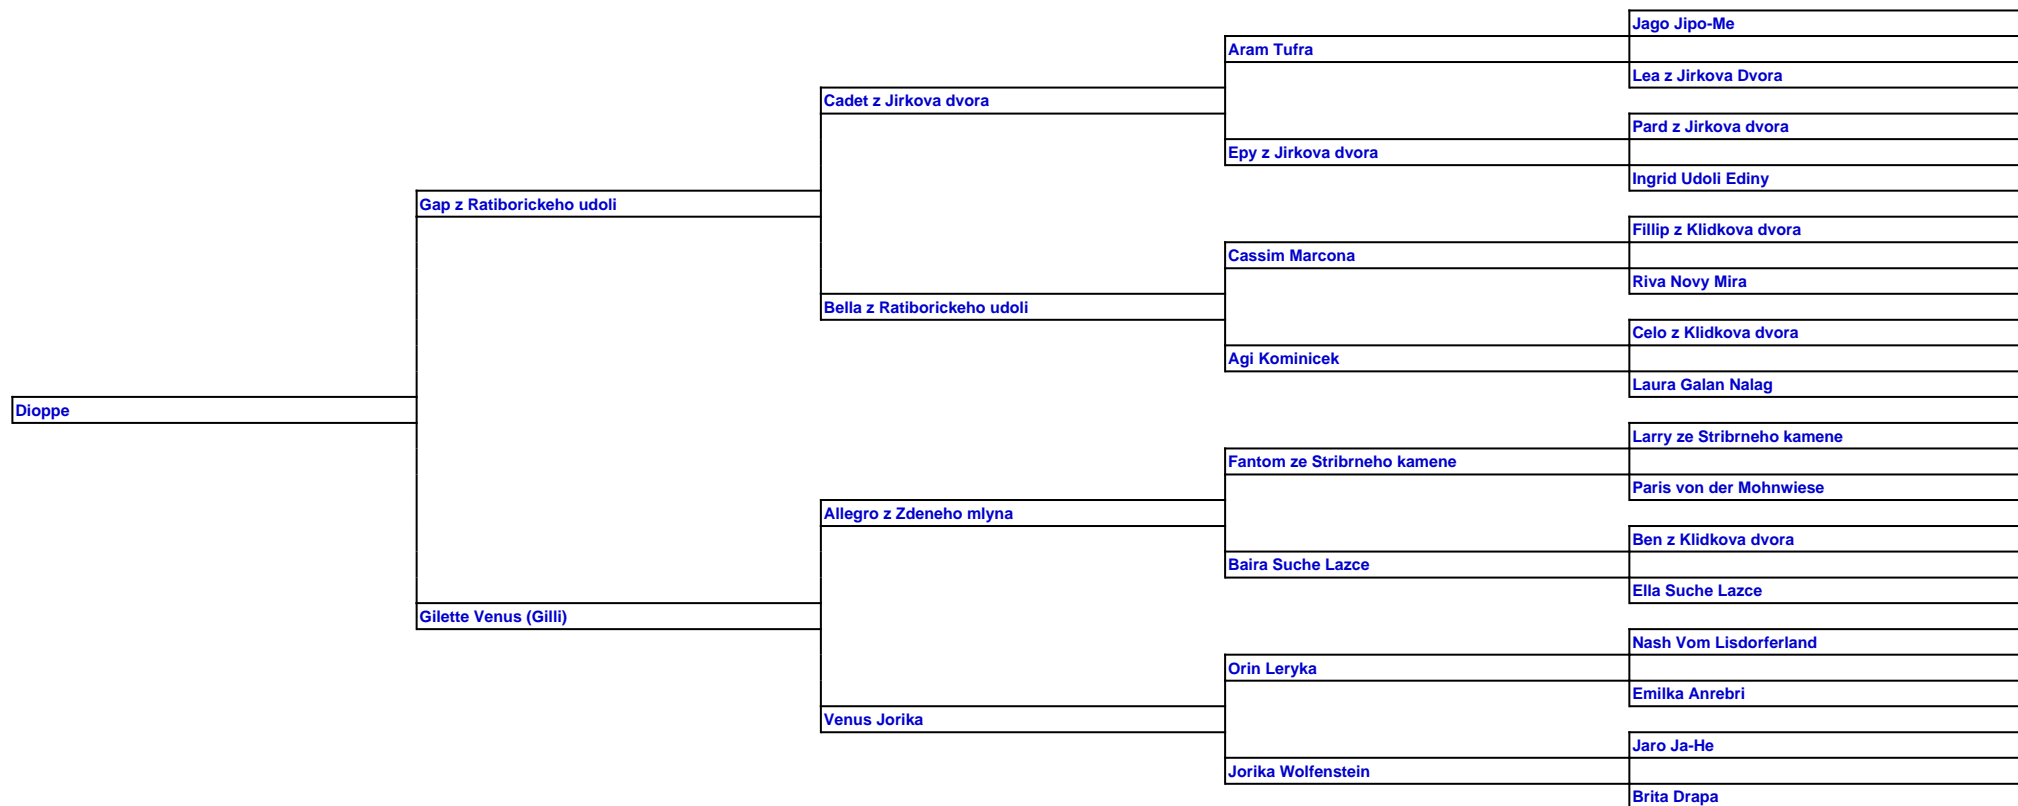 Jago Jipo-Me
Aram Tufra
Lea z Jirkova Dvora
Cadet z Jirkova dvora
Pard z Jirkova dvora
Epy z Jirkova dvora
Ingrid Udoli Ediny
Gap z Ratiborickeho udoli
Fillip z Klidkova dvora
Cassim Marcona
Riva Novy Mira
Bella z Ratiborickeho udoli
Celo z Klidkova dvora
Agi Kominicek
Laura Galan Nalag
Dioppe
Larry ze Stribrneho kamene
Fantom ze Stribrneho kamene
Paris von der Mohnwiese
Allegro z Zdeneho mlyna
Ben z Klidkova dvora
Baira Suche Lazce
Ella Suche Lazce
Gilette Venus (Gilli)
Nash Vom Lisdorferland
Orin Leryka
Emilka Anrebri
Venus Jorika
Jaro Ja-He
Jorika Wolfenstein
Brita Drapa